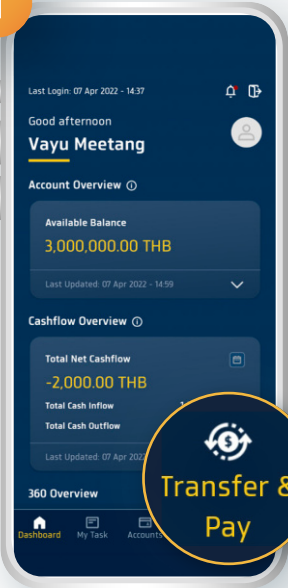 Last Login: 07 Apr 2022 - 14:37
Good afternoon
Vayu Meetang
Account Overview
Available Balance
3,000,000.00 THB
Last Updated: 07 Apr 2022 - 14:59
Cashflow Overview
Total Net Cashflow
-2,000.00 THB
Total Cash Inflow
Total Cash Outflow
Last Updated: 07 Apr 2022
360 Overview
Transfer &
Pay
Dashboard My Task Accounts